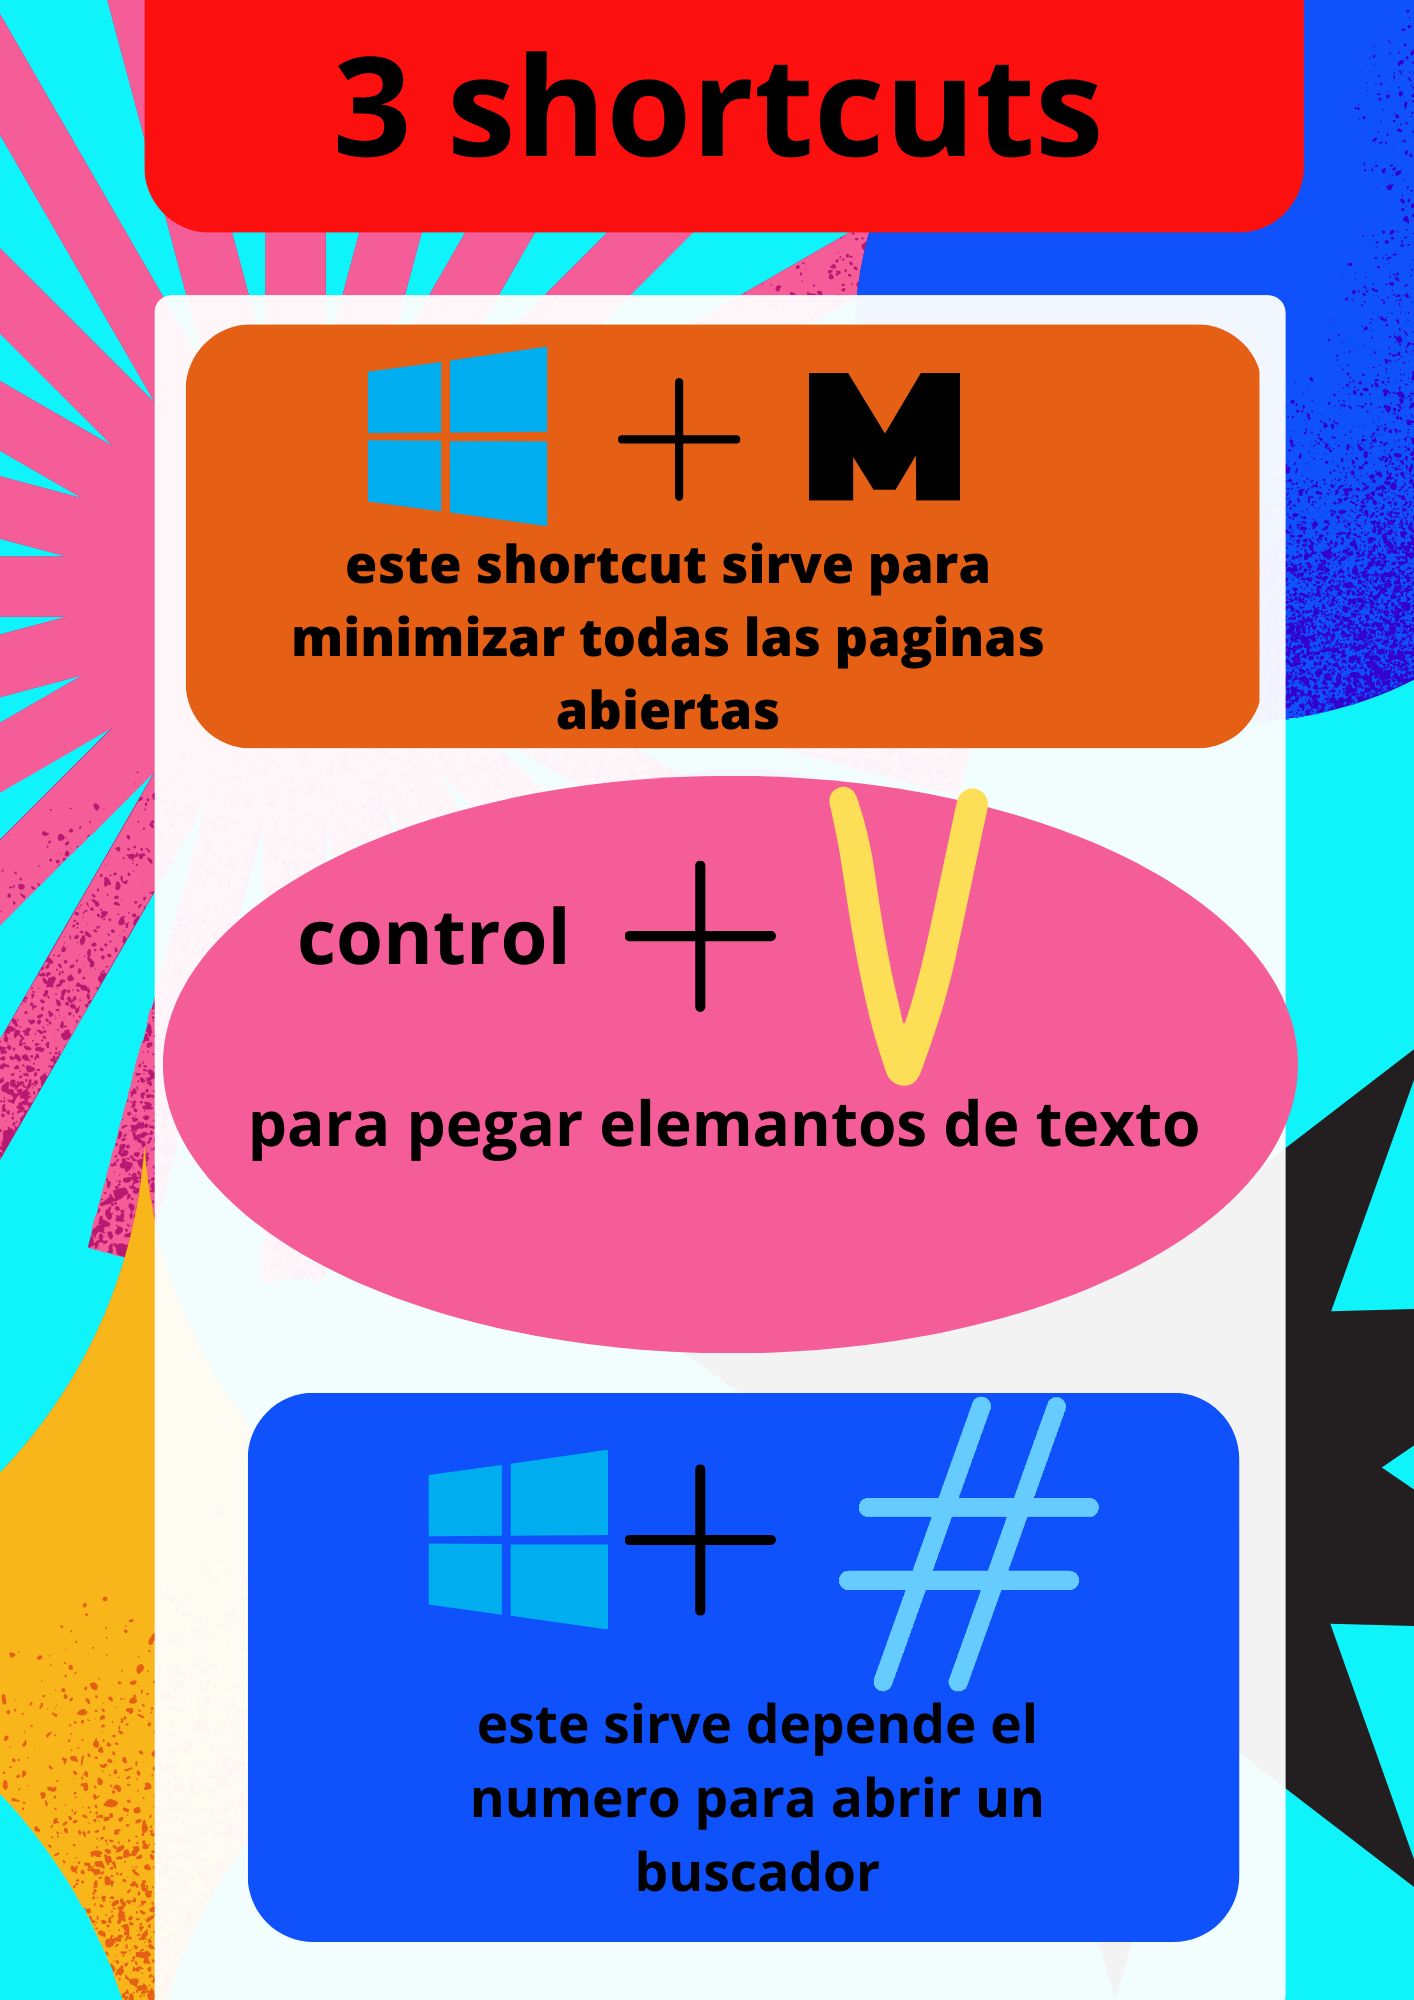 3 shortcuts
M
este shortcut sirve para
minimizar todas las paginas
abiertas
control + V
para pegar elemantos de texto
+ #
este sirve depende el
numero para abrir un
buscador